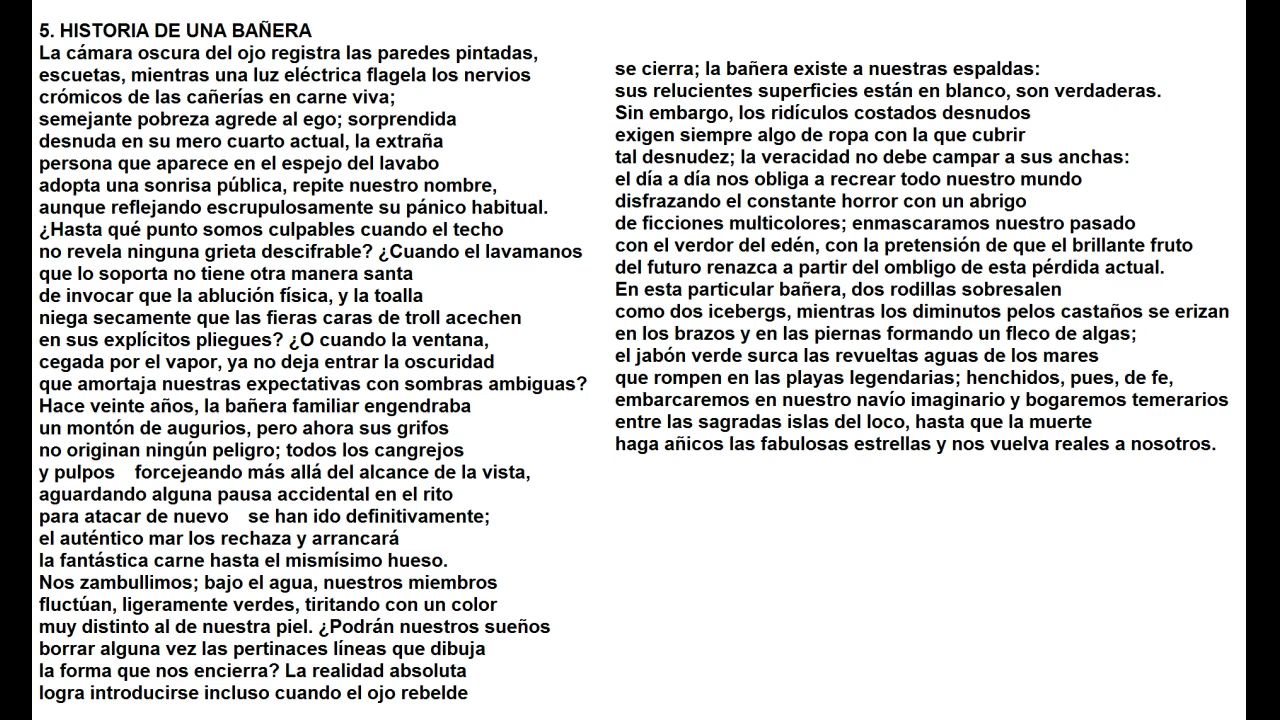 5. HISTORIA DE UNA BAÑERA
La cámara oscura del ojo registra las paredes pintadas,
escuetas, mientras una luz eléctrica flagela los nervios
crómicos de las cañerías en carne viva;
semejante pobreza agrede al ego; sorprendida
desnuda en su mero cuarto actual, la extraña
persona que aparece en el espejo del lavabo
adopta una sonrisa pública, repite nuestro nombre,
aunque reflejando escrupulosamente su pánico habitual.
¿Hasta qué punto somos culpables cuando el techo
no revela ninguna grieta descifrable? ¿Cuando el lavamanos
que lo soporta no tiene otra manera santa
de invocar que la ablución física, y la toalla
niega secamente que las fieras caras de troll acechen
en sus explícitos pliegues? ¿O cuando la ventana,
cegada por el vapor, ya no deja entrar la oscuridad
que amortaja nuestras expectativas con sombras ambiguas?
Hace veinte años, la bañera familiar engendraba
un montón de augurios, pero ahora sus grifos
no originan ningún peligro; todos los cangrejos
y pulpos    forcejeando más allá del alcance de la vista,
aguardando alguna pausa accidental en el rito
para atacar de nuevo    se han ido definitivamente;
el auténtico mar los rechaza y arrancará
la fantástica carne hasta el mismísimo hueso.
Nos zambullimos; bajo el agua, nuestros miembros
fluctúan, ligeramente verdes, tiritando con un color
muy distinto al de nuestra piel. ¿Podrán nuestros sueños
borrar alguna vez las pertinaces líneas que dibuja
la forma que nos encierra? La realidad absoluta
logra introducirse incluso cuando el ojo rebelde
se cierra; la bañera existe a nuestras espaldas:
sus relucientes superficies están en blanco, son verdaderas.
Sin embargo, los ridículos costados desnudos
exigen siempre algo de ropa con la que cubrir
tal desnudez; la veracidad no debe campar a sus anchas:
el día a día nos obliga a recrear todo nuestro mundo
disfrazando el constante horror con un abrigo
de ficciones multicolores; enmascaramos nuestro pasado
con el verdor del edén, con la pretensión de que el brillante fruto
del futuro renazca a partir del ombligo de esta pérdida actual.
En esta particular bañera, dos rodillas sobresalen
como dos icebergs, mientras los diminutos pelos castaños se erizan
en los brazos y en las piernas formando un fleco de algas;
el jabón verde surca las revueltas aguas de los mares
que rompen en las playas legendarias; henchidos, pues, de fe,
embarcaremos en nuestro navío imaginario y bogaremos temerarios
entre las sagradas islas del loco, hasta que la muerte
haga añicos las fabulosas estrellas y nos vuelva reales a nosotros.